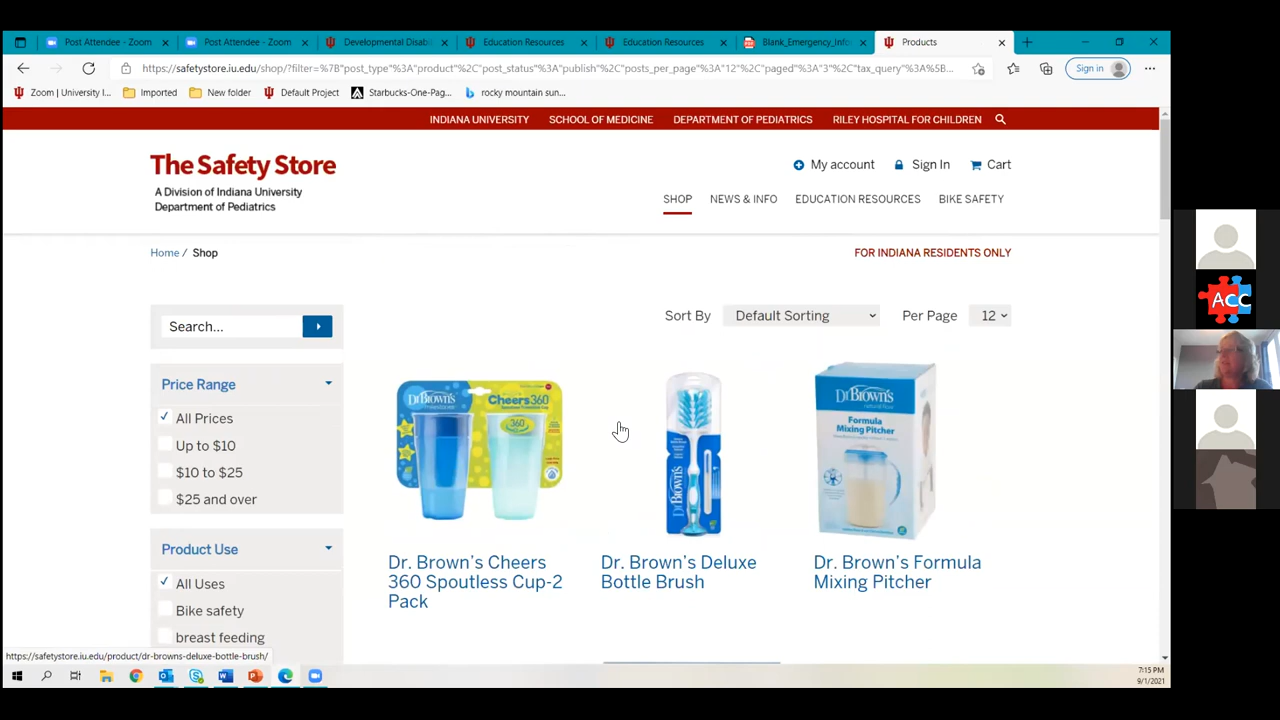 Post Attendee - Zoom
Post Attendee - Zoom
Developmental Disabi
Education Resources
Education Resources
Blank_Emergency_Info
Products
https://safetystore.iu.edu/shop/?filter=%7B"post_type"%3A"product"%2C"post_status"%3A"publish"%2C"posts_per_page"%3A"12"%2C"paged"%3A"3"%2C"tax_query"%3A%5B...
Sign in
Zoom | University I...
Imported
New folder
Default Project
Starbucks-One-Pag...
rocky mountain sun...
INDIANA UNIVERSITY
SCHOOL OF MEDICINE
DEPARTMENT OF PEDIATRICS
RILEY HOSPITAL FOR CHILDREN
The Safety Store
A Division of Indiana University
Department of Pediatrics
My account
Sign In
Cart
SHOP
NEWS & INFO
EDUCATION RESOURCES
BIKE SAFETY
Home / Shop
FOR INDIANA RESIDENTS ONLY
Search...
Sort By
Default Sorting
Per Page
12
Price Range
All Prices
Up to $10
$10 to $25
$25 and over
Product Use
All Uses
Bike safety
breast feeding
Dr Brown's
Cheers360
360
Dr. Brown's Cheers
360 Spoutless Cup-2
Pack
Dr Brown's
Dr. Brown's Deluxe
Bottle Brush
Dr Brown's
Formula
Mixing Pitcher
Dr. Brown's Formula
Mixing Pitcher
ACC
https://safetystore.iu.edu/product/dr-browns-deluxe-bottle-brush/
7:15 PM
9/1/2021